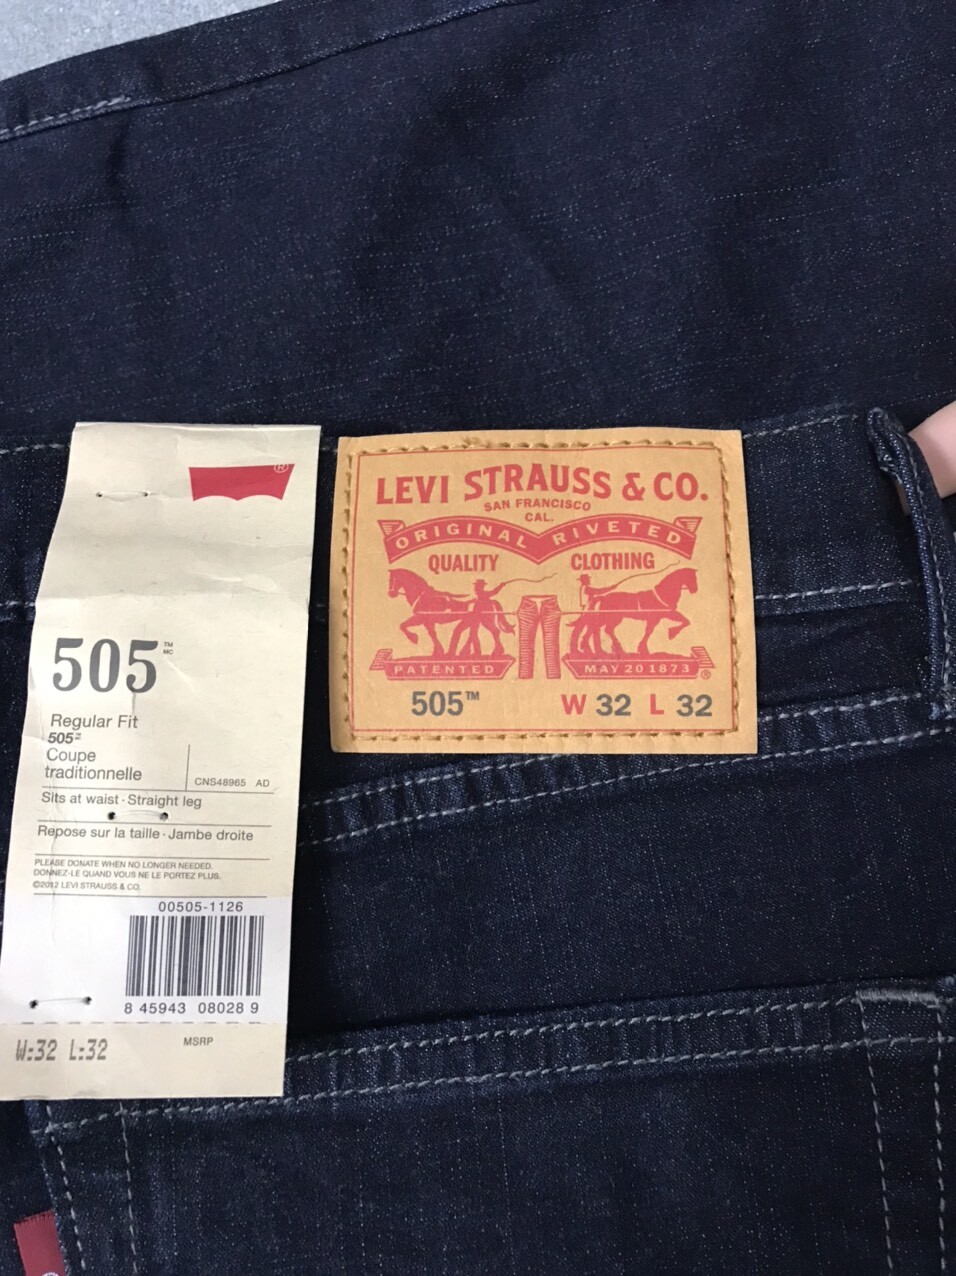 ®
505™
MC
Regular Fit
505™
Coupe
traditionnelle
CNS48965 AD
Sits at waist · Straight leg
Repose sur la taille · Jambe droite
PLEASE DONATE WHEN NO LONGER NEEDED.
DONNEZ-LE QUAND VOUS NE LE PORTEZ PLUS.
©2012 LEVI STRAUSS & CO.
00505-1126
8 45943 08028 9
W:32 L:32
MSRP
LEVI STRAUSS & CO.
SAN FRANCISCO
CAL.
ORIGINAL RIVETED
QUALITY CLOTHING
PATENTED MAY 20 1873 ®
505™ W 32 L 32